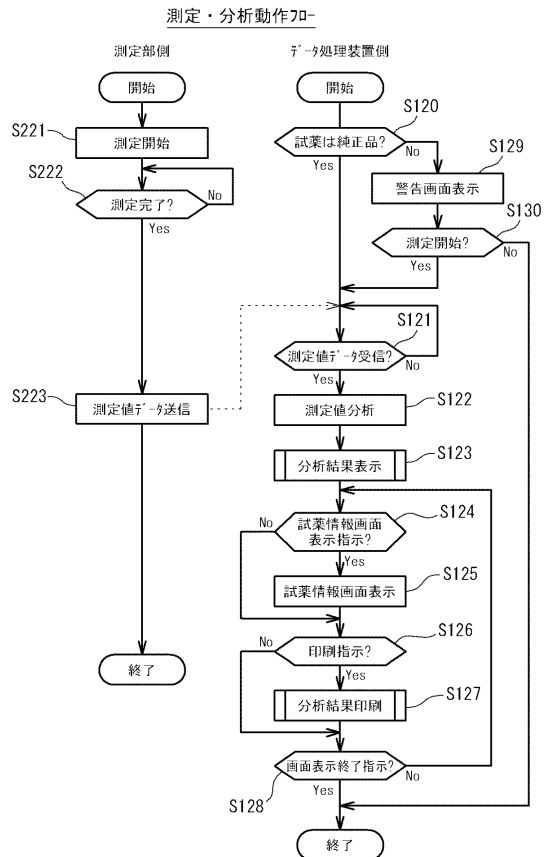 測定・分析動作フロー
測定部側
開始
S221
測定開始
S222
測定完了?
No
Yes
S223
測定値データ送信
終了
データ処理装置側
開始
S120
試薬は純正品?
No
Yes
S129
警告画面表示
S130
測定開始?
No
Yes
S121
測定値データ受信?
No
Yes
S122
測定値分析
S123
分析結果表示
S124
試薬情報画面
表示指示?
No
Yes
S125
試薬情報画面表示
S126
印刷指示?
No
Yes
S127
分析結果印刷
画面表示終了指示?
No
S128
Yes
終了